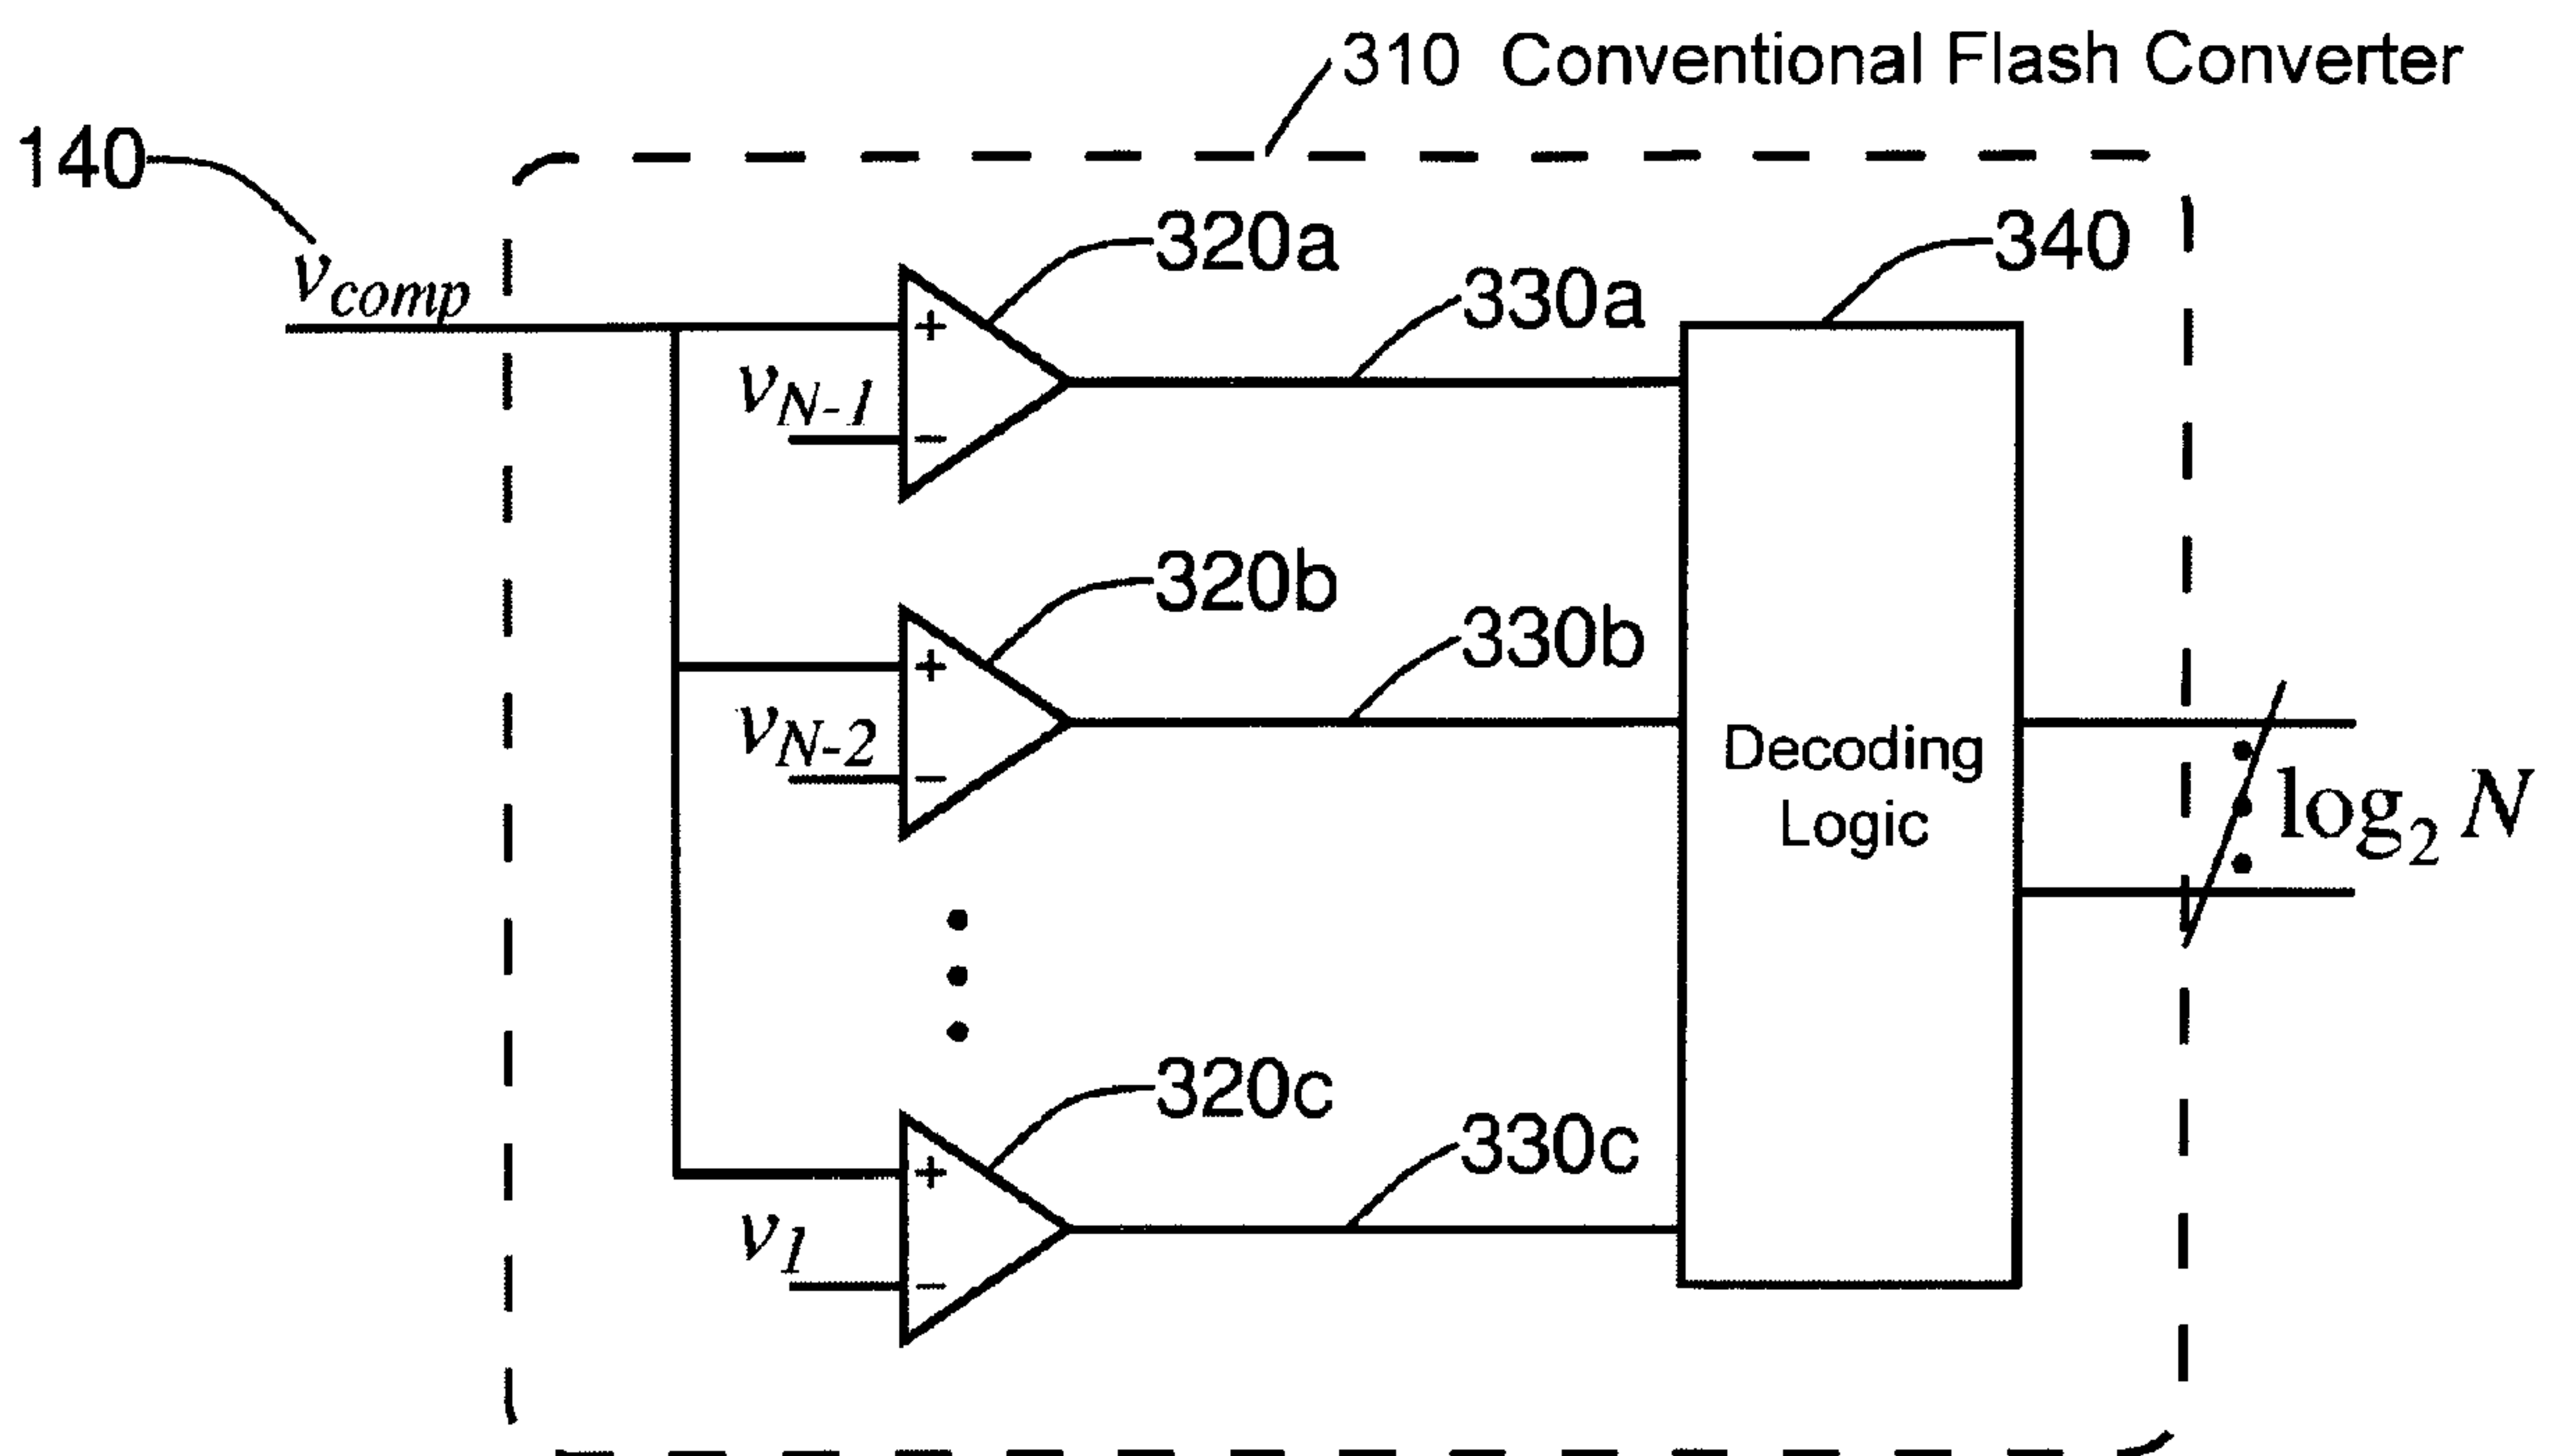 310 Conventional Flash Converter
140
v_comp
320a
340
+
330a
v_N-1
−
320b
330b
+
v_N-2
−
Decoding
Logic
log_2 N
320c
330c
+
v_1
−